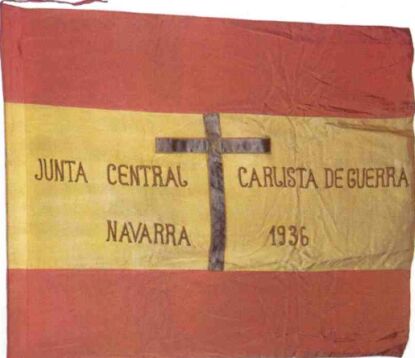 JUNTA CENTRAL CARLISTA DE GUERRA
NAVARRA 1936